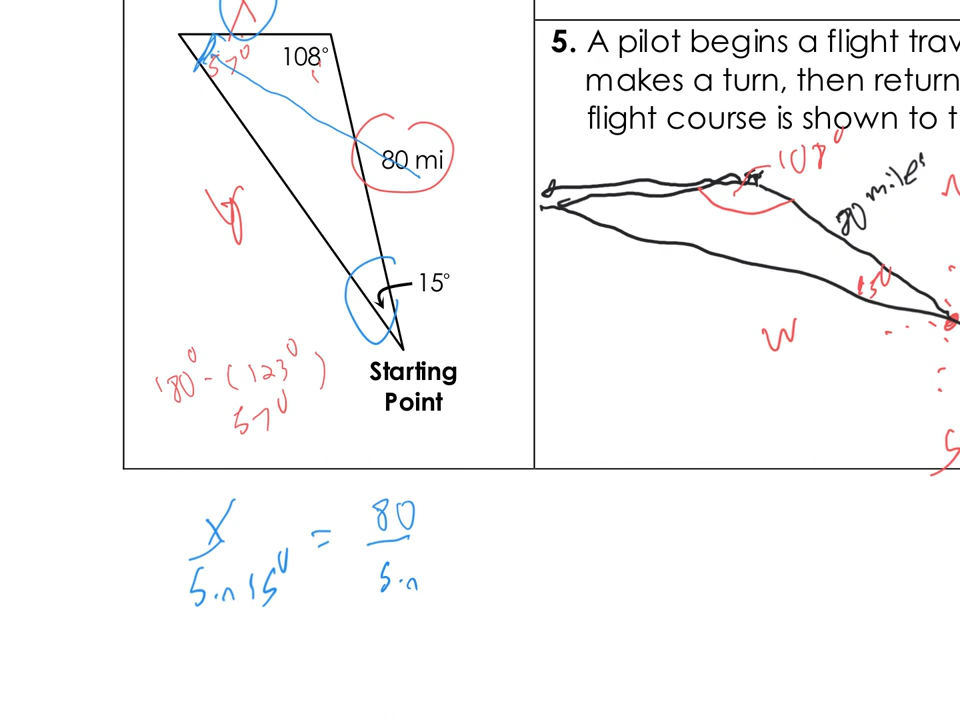 X
57°
108°
80 mi
y
15°
180° - (123°)
57°
Starting
Point
5. A pilot begins a flight trav
makes a turn, then return
flight course is shown to t
108°
80 miles
15°
W
S
X = 80
Sin 15° Sin